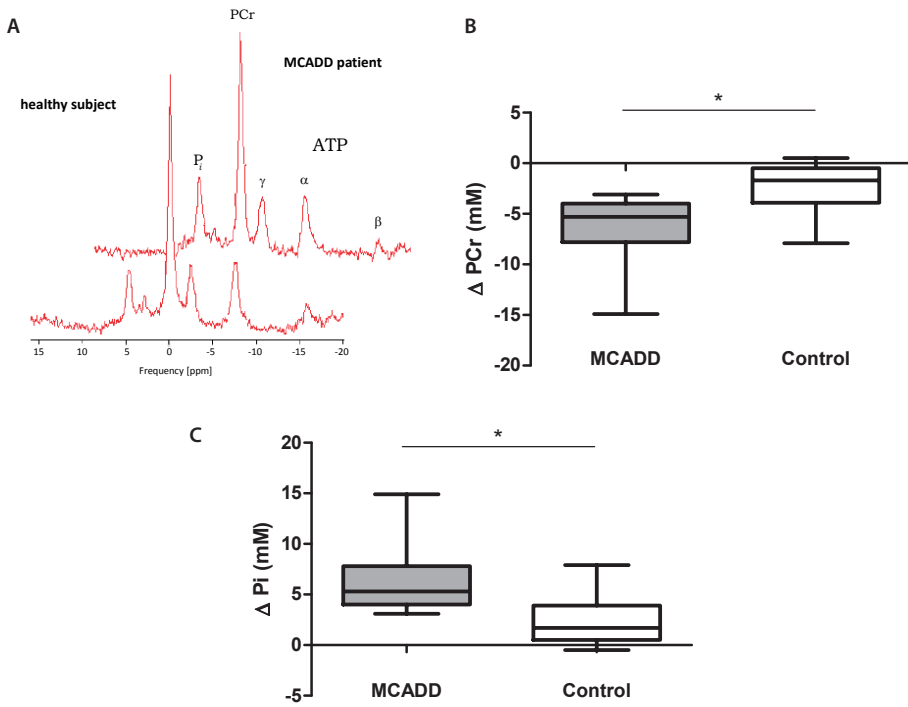 A
PCr
MCADD patient
healthy subject
ATP
Pi
γ
α
β
15 10 5 0 -5 -10 -15 -20
Frequency [ppm]
B
*
5
0
-5
-10
-15
-20
Δ PCr (mM)
MCADD Control
C
*
20
15
10
5
0
-5
Δ Pi (mM)
MCADD Control